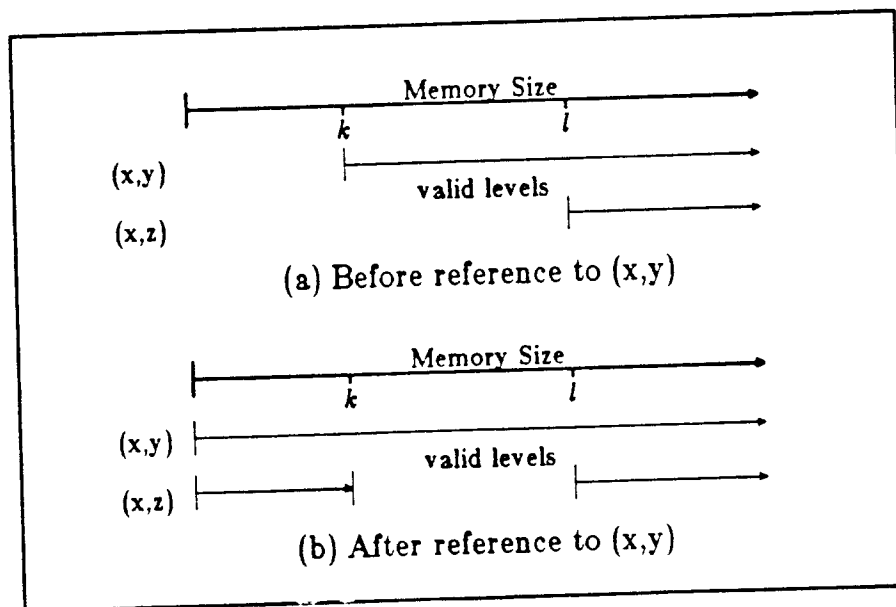 Memory Size
k l
(x,y)
valid levels
(x,z)
(a) Before reference to (x,y)
Memory Size
k l
(x,y)
valid levels
(x,z)
(b) After reference to (x,y)